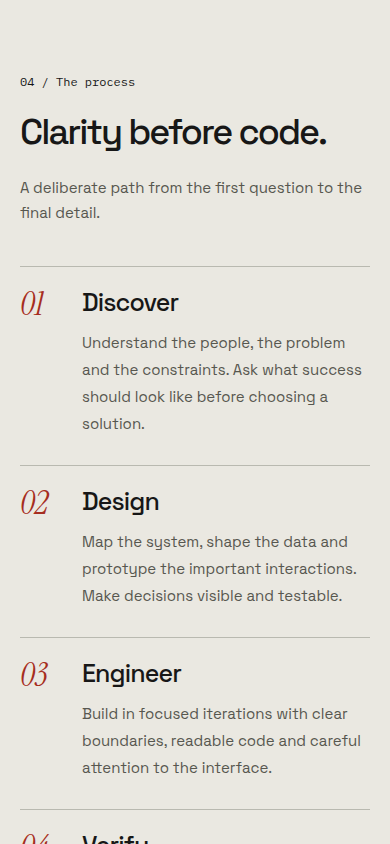 04 / The process
Clarity before code.
A deliberate path from the first question to the
final detail.
01 Discover
Understand the people, the problem
and the constraints. Ask what success
should look like before choosing a
solution.
02 Design
Map the system, shape the data and
prototype the important interactions.
Make decisions visible and testable.
03 Engineer
Build in focused iterations with clear
boundaries, readable code and careful
attention to the interface.
04 Verify